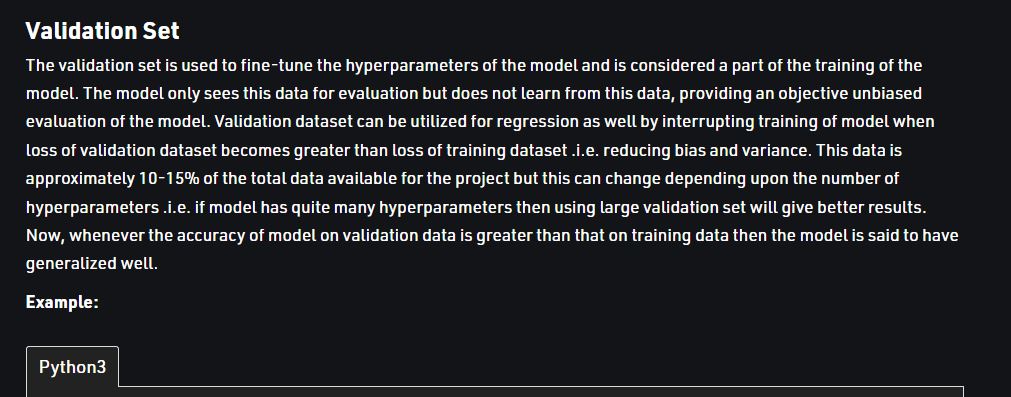 Validation Set
The validation set is used to fine-tune the hyperparameters of the model and is considered a part of the training of the
model. The model only sees this data for evaluation but does not learn from this data, providing an objective unbiased
evaluation of the model. Validation dataset can be utilized for regression as well by interrupting training of model when
loss of validation dataset becomes greater than loss of training dataset .i.e. reducing bias and variance. This data is
approximately 10-15% of the total data available for the project but this can change depending upon the number of
hyperparameters .i.e. if model has quite many hyperparameters then using large validation set will give better results.
Now, whenever the accuracy of model on validation data is greater than that on training data then the model is said to have
generalized well.
Example:
Python3